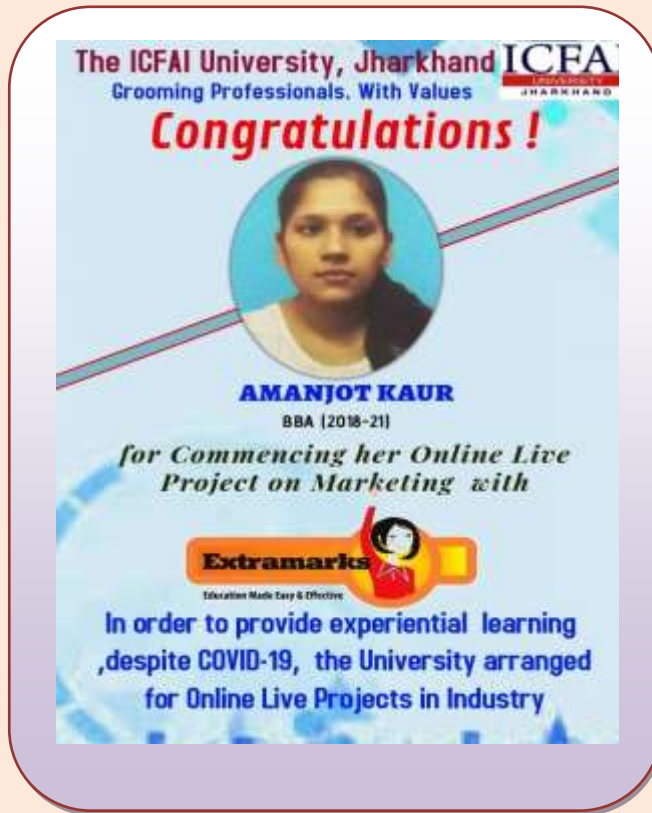 The ICFAI University, Jharkhand
ICFAI
UNIVERSITY
JHARKHAND
Grooming Professionals. With Values
Congratulations !
AMANJOT KAUR
BBA (2018-21)
for Commencing her Online Live
Project on Marketing with
Extramarks
Education Made Easy & Effective
In order to provide experiential learning
,despite COVID-19, the University arranged
for Online Live Projects in Industry